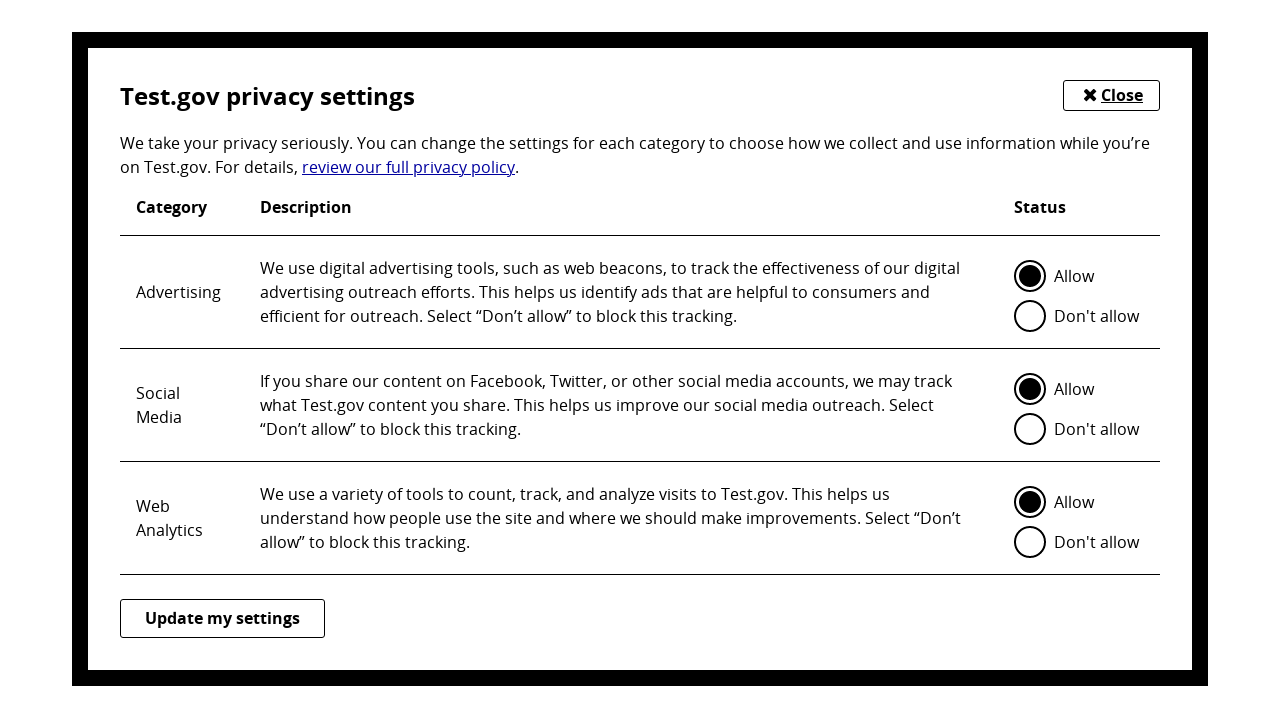 Test.gov privacy settings
✖ Close
We take your privacy seriously. You can change the settings for each category to choose how we collect and use information while you’re
on Test.gov. For details, review our full privacy policy.
Category Description Status
Advertising
We use digital advertising tools, such as web beacons, to track the effectiveness of our digital
advertising outreach efforts. This helps us identify ads that are helpful to consumers and
efficient for outreach. Select “Don’t allow” to block this tracking.
Allow
Don't allow
Social
Media
If you share our content on Facebook, Twitter, or other social media accounts, we may track
what Test.gov content you share. This helps us improve our social media outreach. Select
“Don’t allow” to block this tracking.
Allow
Don't allow
Web
Analytics
We use a variety of tools to count, track, and analyze visits to Test.gov. This helps us
understand how people use the site and where we should make improvements. Select “Don’t
allow” to block this tracking.
Allow
Don't allow
Update my settings